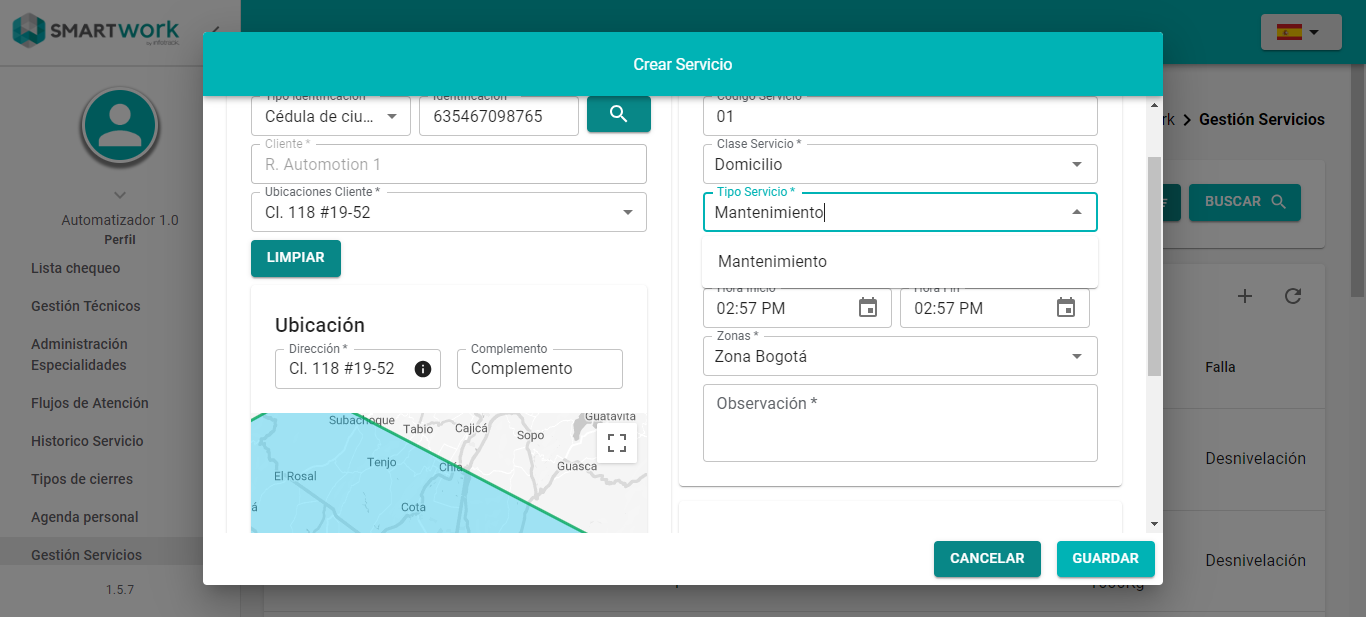 SMARTWORK
by infotrack
Automatizador 1.0
Perfil
Lista chequeo
Gestión Técnicos
Administración
Especialidades
Flujos de Atención
Historico Servicio
Tipos de cierres
Agenda personal
Gestión Servicios
1.5.7
rk > Gestión Servicios
BUSCAR
Falla
Desnivelación
Desnivelación
Crear Servicio
Tipo Identificación
Cédula de ciu...
Identificación
635467098765
Cliente *
R. Automotion 1
Ubicaciones Cliente *
Cl. 118 #19-52
LIMPIAR
Ubicación
Dirección *
Cl. 118 #19-52
Complemento
Complemento
Subachoque
Tabio
Cajicá
Sopo
Guatavita
El Rosal
Tenjo
Chía
Guasca
á
Cota
Código Servicio
01
Clase Servicio *
Domicilio
Tipo Servicio *
Mantenimiento
Mantenimiento
Hora Inicio
02:57 PM
Hora Fin
02:57 PM
Zonas *
Zona Bogotá
Observación *
CANCELAR
GUARDAR